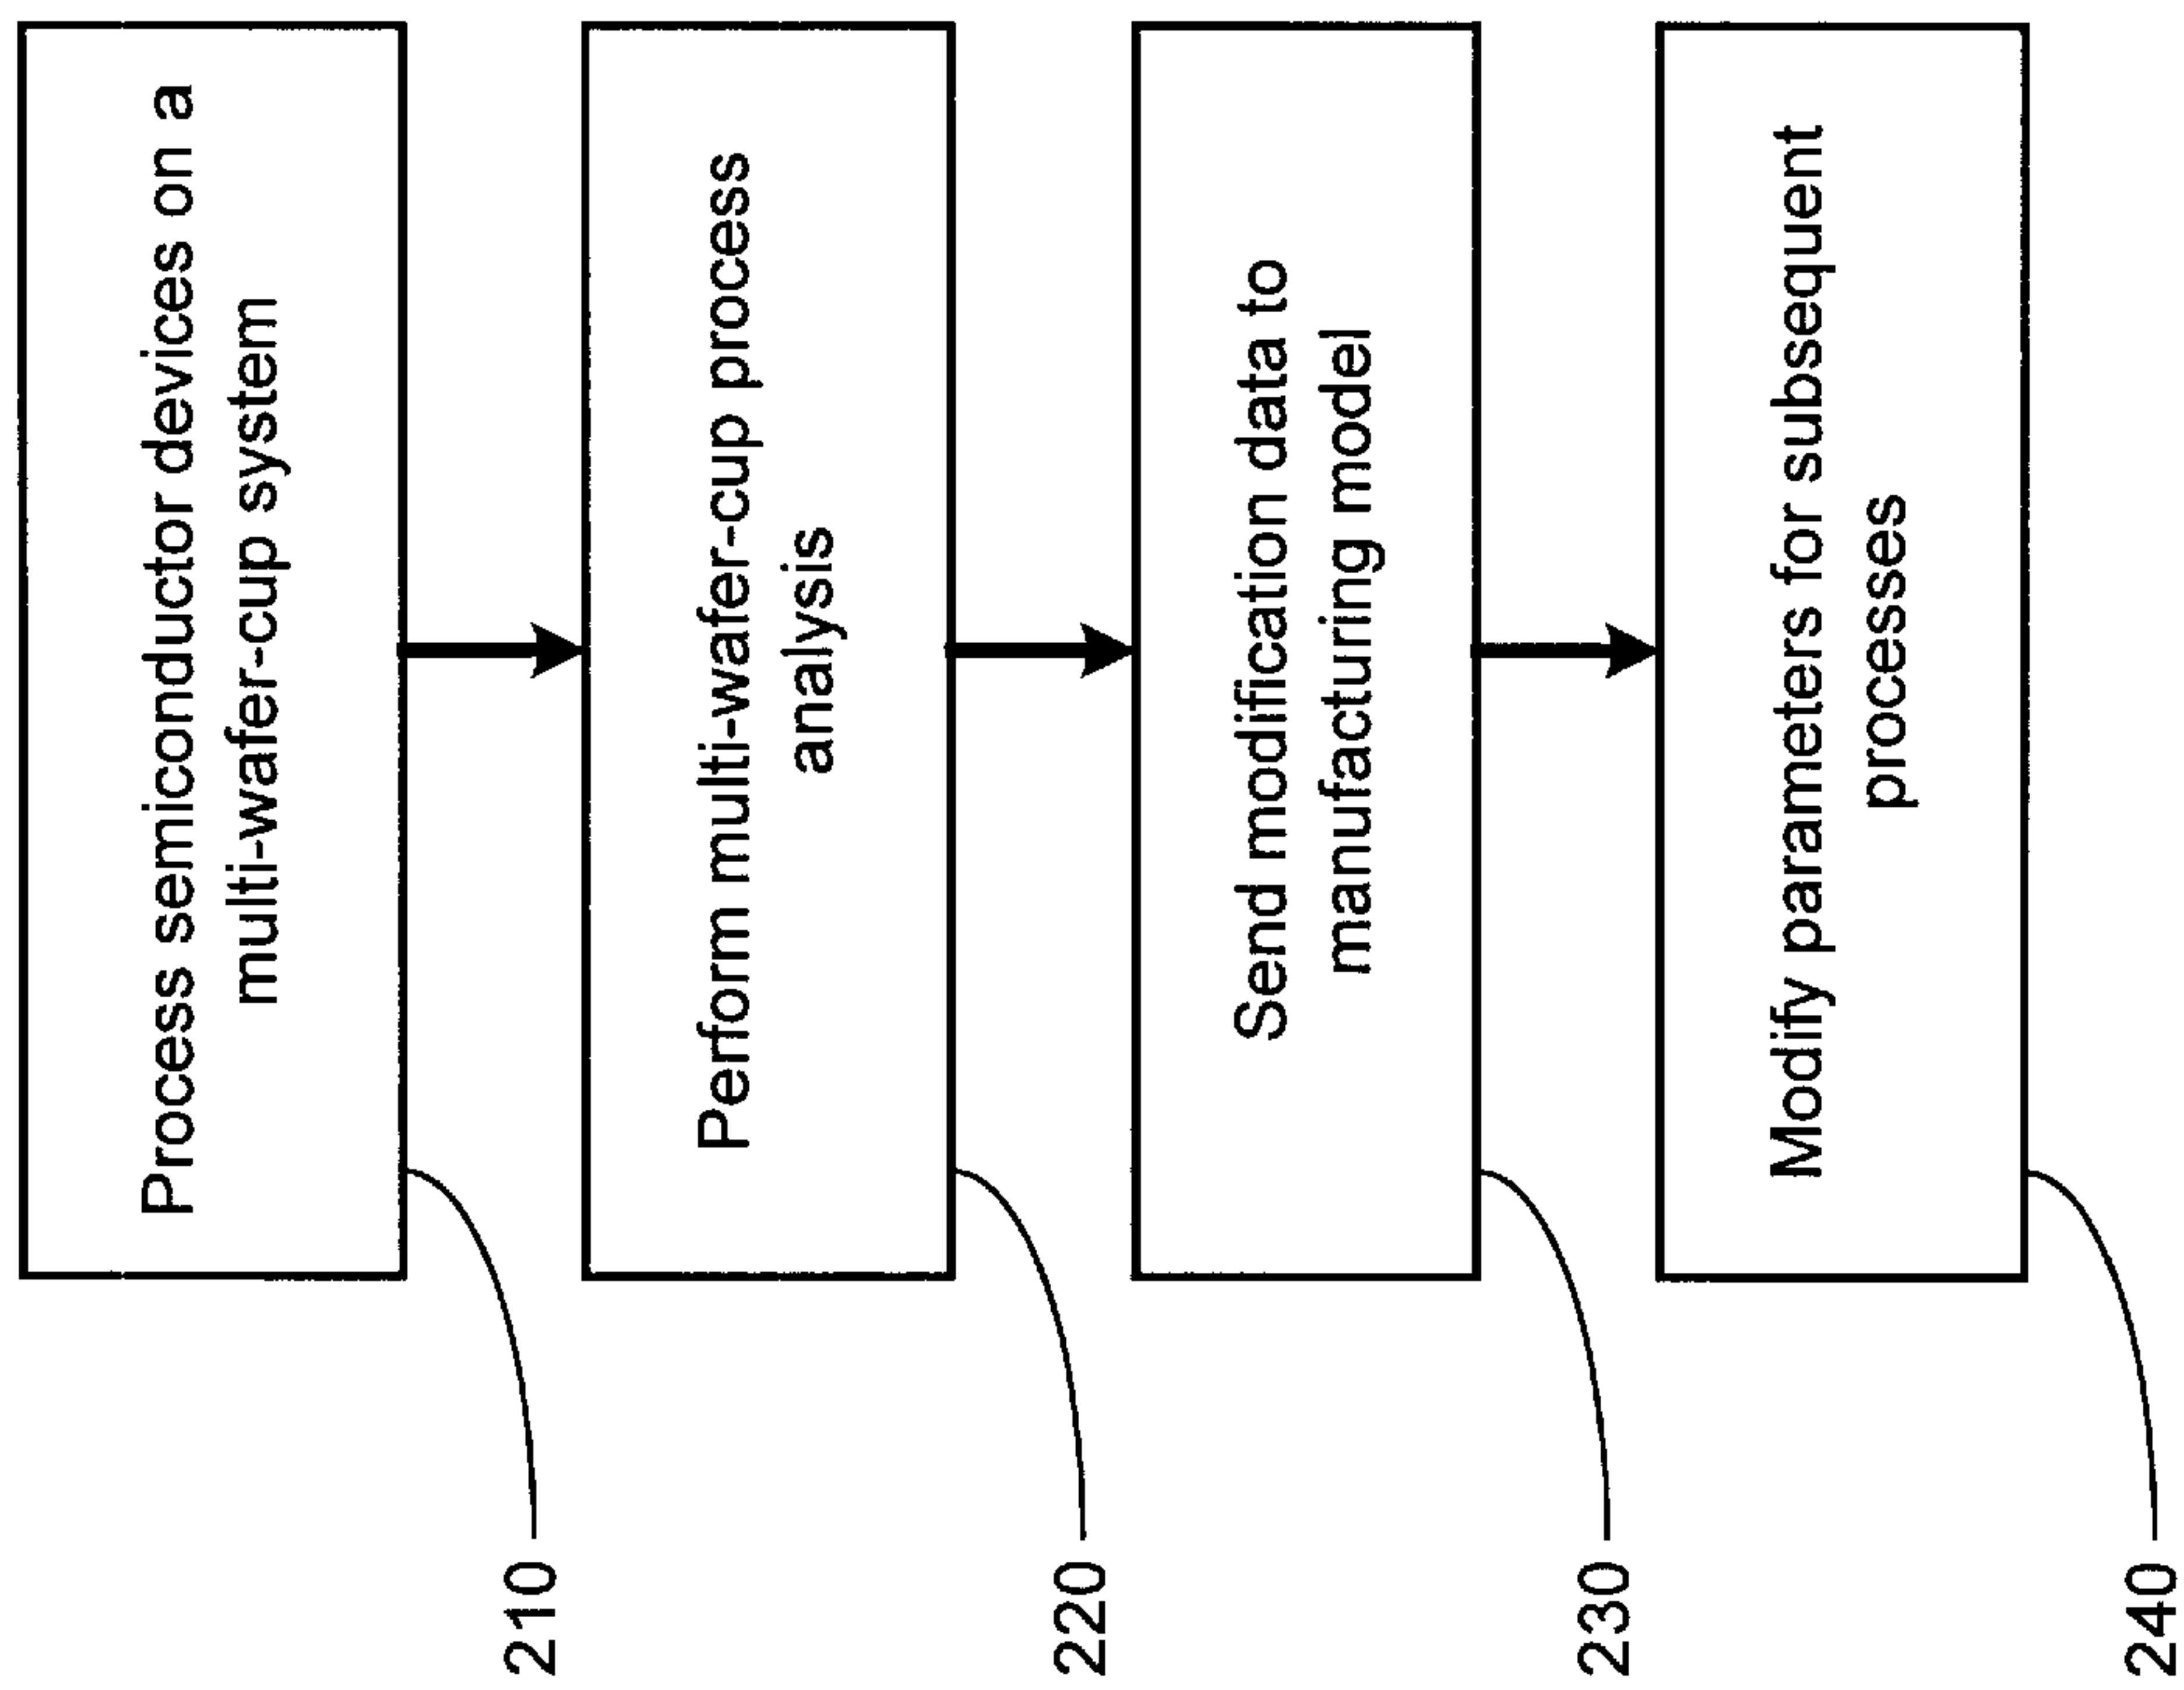 Process semiconductor devices on a
multi-wafer-cup system
210
Perform multi-wafer-cup process
analysis
220
Send modification data to
manufacturing model
230
Modify parameters for subsequent
processes
240